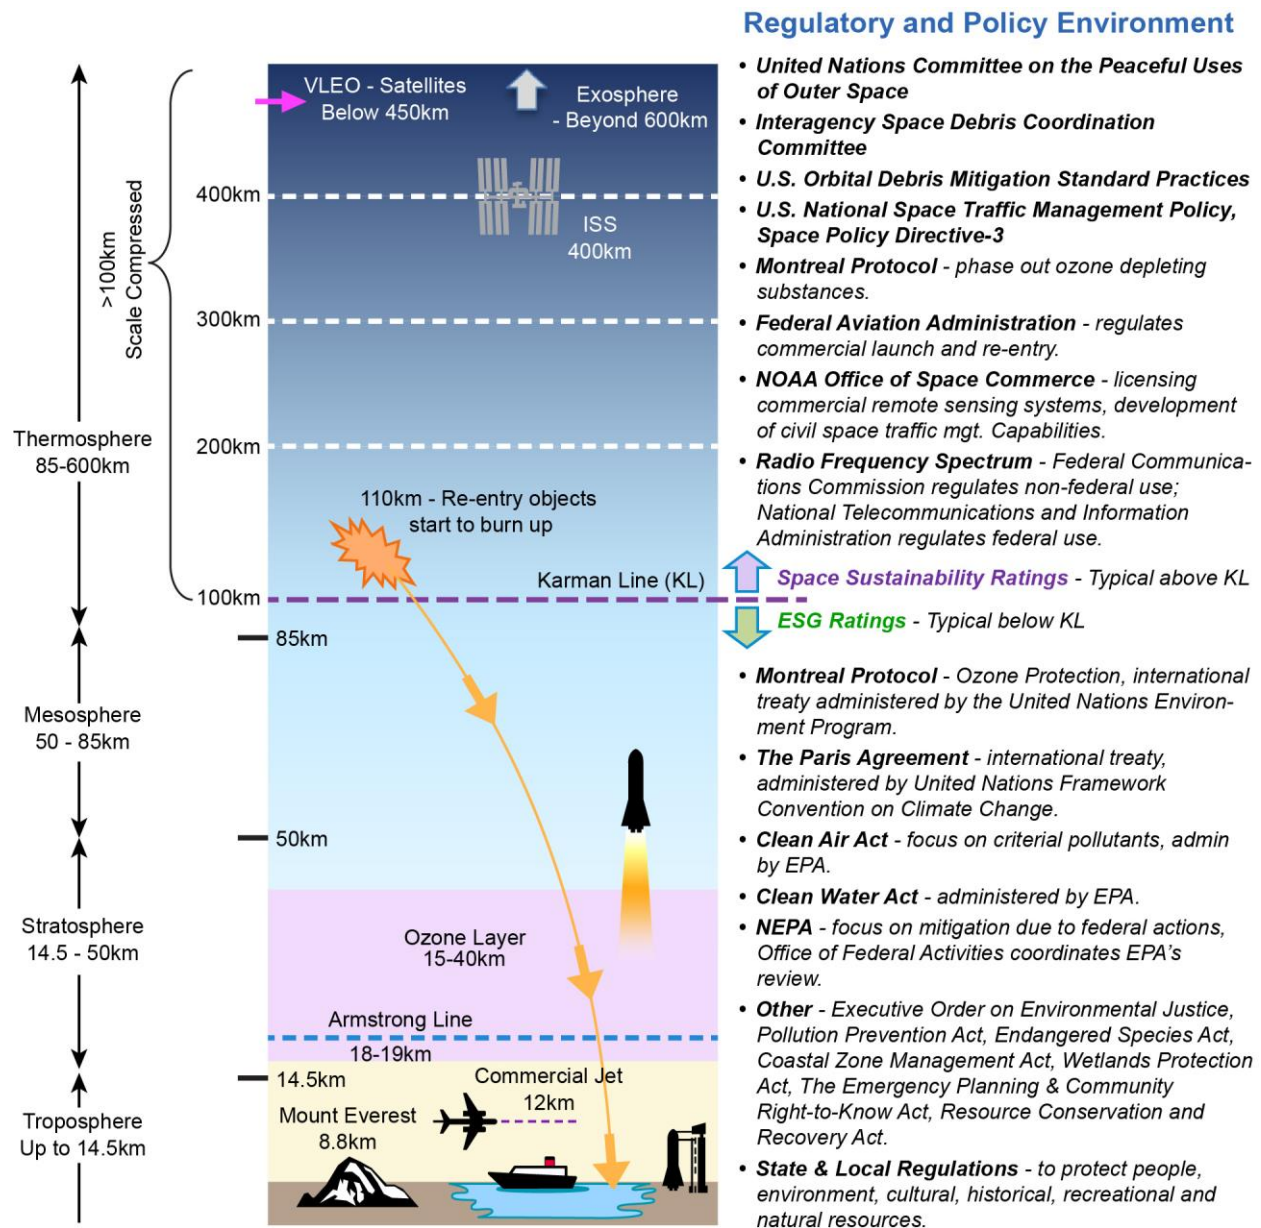 Regulatory and Policy Environment
VLEO - Satellites
Below 450km
Exosphere
- Beyond 600km
400km
ISS
400km
>100km
Scale Compressed
300km
Thermosphere
85-600km
200km
110km - Re-entry objects
start to burn up
Karman Line (KL)
100km
85km
Mesosphere
50 - 85km
50km
Stratosphere
14.5 - 50km
Ozone Layer
15-40km
Armstrong Line
18-19km
14.5km
Commercial Jet
12km
Mount Everest
8.8km
Troposphere
Up to 14.5km
• United Nations Committee on the Peaceful Uses
of Outer Space
• Interagency Space Debris Coordination
Committee
• U.S. Orbital Debris Mitigation Standard Practices
• U.S. National Space Traffic Management Policy,
Space Policy Directive-3
• Montreal Protocol - phase out ozone depleting
substances.
• Federal Aviation Administration - regulates
commercial launch and re-entry.
• NOAA Office of Space Commerce - licensing
commercial remote sensing systems, development
of civil space traffic mgt. Capabilities.
• Radio Frequency Spectrum - Federal Communica-
tions Commission regulates non-federal use;
National Telecommunications and Information
Administration regulates federal use.
Space Sustainability Ratings - Typical above KL
ESG Ratings - Typical below KL
• Montreal Protocol - Ozone Protection, international
treaty administered by the United Nations Environ-
ment Program.
• The Paris Agreement - international treaty,
administered by United Nations Framework
Convention on Climate Change.
• Clean Air Act - focus on criterial pollutants, admin
by EPA.
• Clean Water Act - administered by EPA.
• NEPA - focus on mitigation due to federal actions,
Office of Federal Activities coordinates EPA's
review.
• Other - Executive Order on Environmental Justice,
Pollution Prevention Act, Endangered Species Act,
Coastal Zone Management Act, Wetlands Protection
Act, The Emergency Planning & Community
Right-to-Know Act, Resource Conservation and
Recovery Act.
• State & Local Regulations - to protect people,
environment, cultural, historical, recreational and
natural resources.